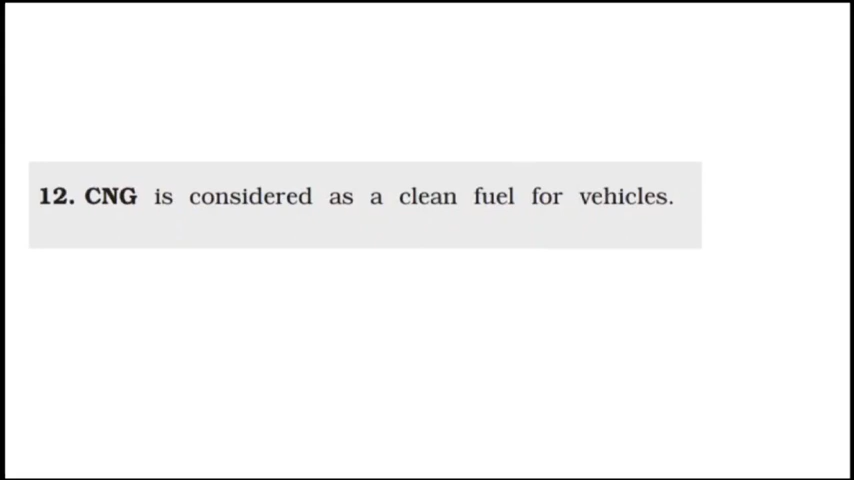 12. CNG is considered as a clean fuel for vehicles.